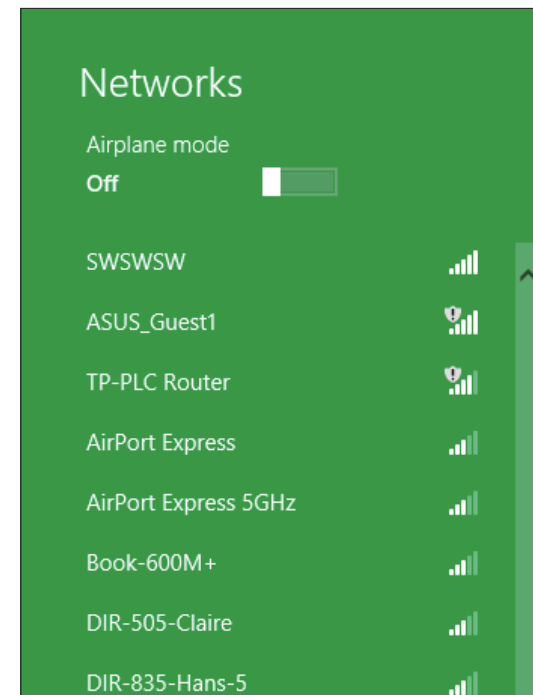 Networks
Airplane mode
Off
SWSWSW
ASUS_Guest1
TP-PLC Router
AirPort Express
AirPort Express 5GHz
Book-600M+
DIR-505-Claire
DIR-835-Hans-5